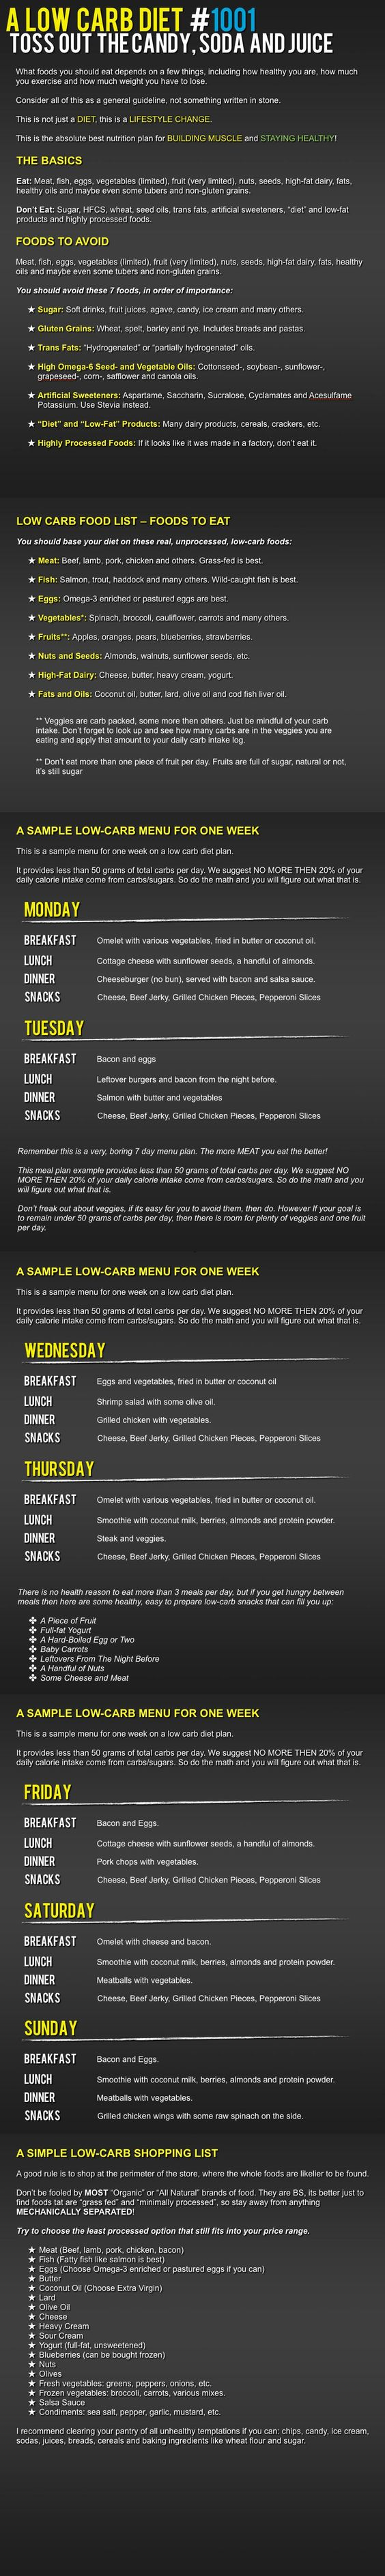 A LOW CARB DIET #1001
TOSS OUT THE CANDY, SODA AND JUICE
What foods you should eat depends on a few things, including how healthy you are, how much
you exercise and how much weight you have to lose.
Consider all of this as a general guideline, not something written in stone.
This is not just a DIET, this is a LIFESTYLE CHANGE.
This is the absolute best nutrition plan for BUILDING MUSCLE and STAYING HEALTHY!
THE BASICS
Eat: Meat, fish, eggs, vegetables (limited), fruit (very limited), nuts, seeds, high-fat dairy, fats,
healthy oils and maybe even some tubers and non-gluten grains.
Don't Eat: Sugar, HFCS, wheat, seed oils, trans fats, artificial sweeteners, "diet" and low-fat
products and highly processed foods.
FOODS TO AVOID
Meat, fish, eggs, vegetables (limited), fruit (very limited), nuts, seeds, high-fat dairy, fats, healthy
oils and maybe even some tubers and non-gluten grains.
You should avoid these 7 foods, in order of importance:
★ Sugar: Soft drinks, fruit juices, agave, candy, ice cream and many others.
★ Gluten Grains: Wheat, spelt, barley and rye. Includes breads and pastas.
★ Trans Fats: "Hydrogenated" or "partially hydrogenated" oils.
★ High Omega-6 Seed- and Vegetable Oils: Cottonseed-, soybean-, sunflower-,
grapeseed-, corn-, safflower and canola oils.
★ Artificial Sweeteners: Aspartame, Saccharin, Sucralose, Cyclamates and Acesulfame
Potassium. Use Stevia instead.
★ "Diet" and "Low-Fat" Products: Many dairy products, cereals, crackers, etc.
★ Highly Processed Foods: If it looks like it was made in a factory, don't eat it.
LOW CARB FOOD LIST – FOODS TO EAT
You should base your diet on these real, unprocessed, low-carb foods:
★ Meat: Beef, lamb, pork, chicken and others. Grass-fed is best.
★ Fish: Salmon, trout, haddock and many others. Wild-caught fish is best.
★ Eggs: Omega-3 enriched or pastured eggs are best.
★ Vegetables*: Spinach, broccoli, cauliflower, carrots and many others.
★ Fruits**: Apples, oranges, pears, blueberries, strawberries.
★ Nuts and Seeds: Almonds, walnuts, sunflower seeds, etc.
★ High-Fat Dairy: Cheese, butter, heavy cream, yogurt.
★ Fats and Oils: Coconut oil, butter, lard, olive oil and cod fish liver oil.
** Veggies are carb packed, some more then others. Just be mindful of your carb
intake. Don't forget to look up and see how many carbs are in the veggies you are
eating and apply that amount to your daily carb intake log.
** Don't eat more than one piece of fruit per day. Fruits are full of sugar, natural or not,
it's still sugar
A SAMPLE LOW-CARB MENU FOR ONE WEEK
This is a sample menu for one week on a low carb diet plan.
It provides less than 50 grams of total carbs per day. We suggest NO MORE THEN 20% of your
daily calorie intake come from carbs/sugars. So do the math and you will figure out what that is.
MONDAY
BREAKFAST Omelet with various vegetables, fried in butter or coconut oil.
LUNCH Cottage cheese with sunflower seeds, a handful of almonds.
DINNER Cheeseburger (no bun), served with bacon and salsa sauce.
SNACKS Cheese, Beef Jerky, Grilled Chicken Pieces, Pepperoni Slices
TUESDAY
BREAKFAST Bacon and eggs
LUNCH Leftover burgers and bacon from the night before.
DINNER Salmon with butter and vegetables
SNACKS Cheese, Beef Jerky, Grilled Chicken Pieces, Pepperoni Slices
Remember this is a very, boring 7 day menu plan. The more MEAT you eat the better!
This meal plan example provides less than 50 grams of total carbs per day. We suggest NO
MORE THEN 20% of your daily calorie intake come from carbs/sugars. So do the math and you
will figure out what that is.
Don't freak out about veggies, if its easy for you to avoid them, then do. However If your goal is
to remain under 50 grams of carbs per day, then there is room for plenty of veggies and one fruit
per day.
A SAMPLE LOW-CARB MENU FOR ONE WEEK
This is a sample menu for one week on a low carb diet plan.
It provides less than 50 grams of total carbs per day. We suggest NO MORE THEN 20% of your
daily calorie intake come from carbs/sugars. So do the math and you will figure out what that is.
WEDNESDAY
BREAKFAST Eggs and vegetables, fried in butter or coconut oil
LUNCH Shrimp salad with some olive oil.
DINNER Grilled chicken with vegetables.
SNACKS Cheese, Beef Jerky, Grilled Chicken Pieces, Pepperoni Slices
THURSDAY
BREAKFAST Omelet with various vegetables, fried in butter or coconut oil.
LUNCH Smoothie with coconut milk, berries, almonds and protein powder.
DINNER Steak and veggies.
SNACKS Cheese, Beef Jerky, Grilled Chicken Pieces, Pepperoni Slices
There is no health reason to eat more than 3 meals per day, but if you get hungry between
meals then here are some healthy, easy to prepare low-carb snacks that can fill you up:
✤ A Piece of Fruit
✤ Full-fat Yogurt
✤ A Hard-Boiled Egg or Two
✤ Baby Carrots
✤ Leftovers From The Night Before
✤ A Handful of Nuts
✤ Some Cheese and Meat
A SAMPLE LOW-CARB MENU FOR ONE WEEK
This is a sample menu for one week on a low carb diet plan.
It provides less than 50 grams of total carbs per day. We suggest NO MORE THEN 20% of your
daily calorie intake come from carbs/sugars. So do the math and you will figure out what that is.
FRIDAY
BREAKFAST Bacon and Eggs.
LUNCH Cottage cheese with sunflower seeds, a handful of almonds.
DINNER Pork chops with vegetables.
SNACKS Cheese, Beef Jerky, Grilled Chicken Pieces, Pepperoni Slices
SATURDAY
BREAKFAST Omelet with cheese and bacon.
LUNCH Smoothie with coconut milk, berries, almonds and protein powder.
DINNER Meatballs with vegetables.
SNACKS Cheese, Beef Jerky, Grilled Chicken Pieces, Pepperoni Slices
SUNDAY
BREAKFAST Bacon and Eggs.
LUNCH Smoothie with coconut milk, berries, almonds and protein powder.
DINNER Meatballs with vegetables.
SNACKS Grilled chicken wings with some raw spinach on the side.
A SIMPLE LOW-CARB SHOPPING LIST
A good rule is to shop at the perimeter of the store, where the whole foods are likelier to be found.
Don't be fooled by MOST "Organic" or "All Natural" brands of food. They are BS, its better just to
find foods tat are "grass fed" and "minimally processed", so stay away from anything
MECHANICALLY SEPARATED!
Try to choose the least processed option that still fits into your price range.
★ Meat (Beef, lamb, pork, chicken, bacon)
★ Fish (Fatty fish like salmon is best)
★ Eggs (Choose Omega-3 enriched or pastured eggs if you can)
★ Butter
★ Coconut Oil (Choose Extra Virgin)
★ Lard
★ Olive Oil
★ Cheese
★ Heavy Cream
★ Sour Cream
★ Yogurt (full-fat, unsweetened)
★ Blueberries (can be bought frozen)
★ Nuts
★ Olives
★ Fresh vegetables: greens, peppers, onions, etc.
★ Frozen vegetables: broccoli, carrots, various mixes.
★ Salsa Sauce
★ Condiments: sea salt, pepper, garlic, mustard, etc.
I recommend clearing your pantry of all unhealthy temptations if you can: chips, candy, ice cream,
sodas, juices, breads, cereals and baking ingredients like wheat flour and sugar.